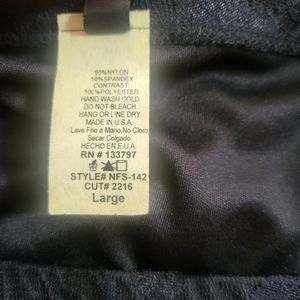 90%NYLON
10%SPANDEX
CONTRAST:
100%POLYESTER
HAND WASH COLD
DO NOT BLEACH
HANG OR LINE DRY
MADE IN U.S.A.
Lave Frio a Mano,No Cloro
Secar Colgado
HECHO EN E.U.A.
RN # 133797
STYLE# NFS-142
CUT# 2216
Large